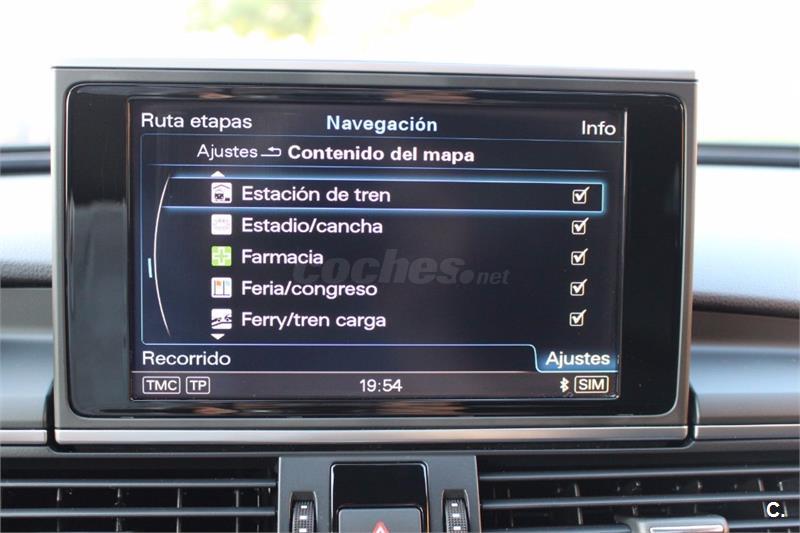 Ruta etapas Navegación Info
Ajustes Contenido del mapa
Estación de tren
Estadio/cancha
Farmacia
coches.net
Feria/congreso
Ferry/tren carga
Recorrido Ajustes
TMC TP 19:54 SIM
C.